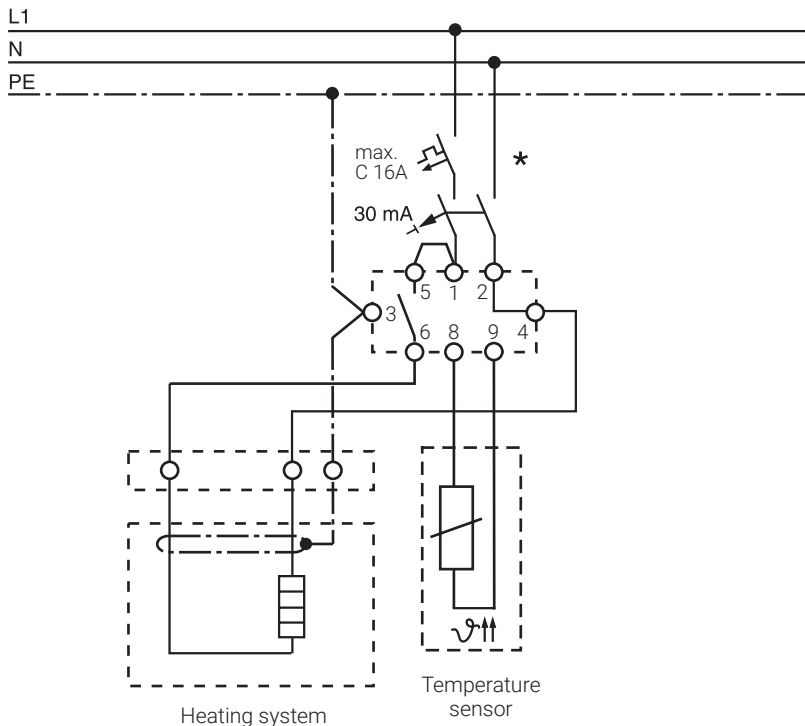 L1
N
PE
max.
C 16A
*
30 mA
5
1
2
3
4
6
8
9
ϑ
Temperature
sensor
Heating system